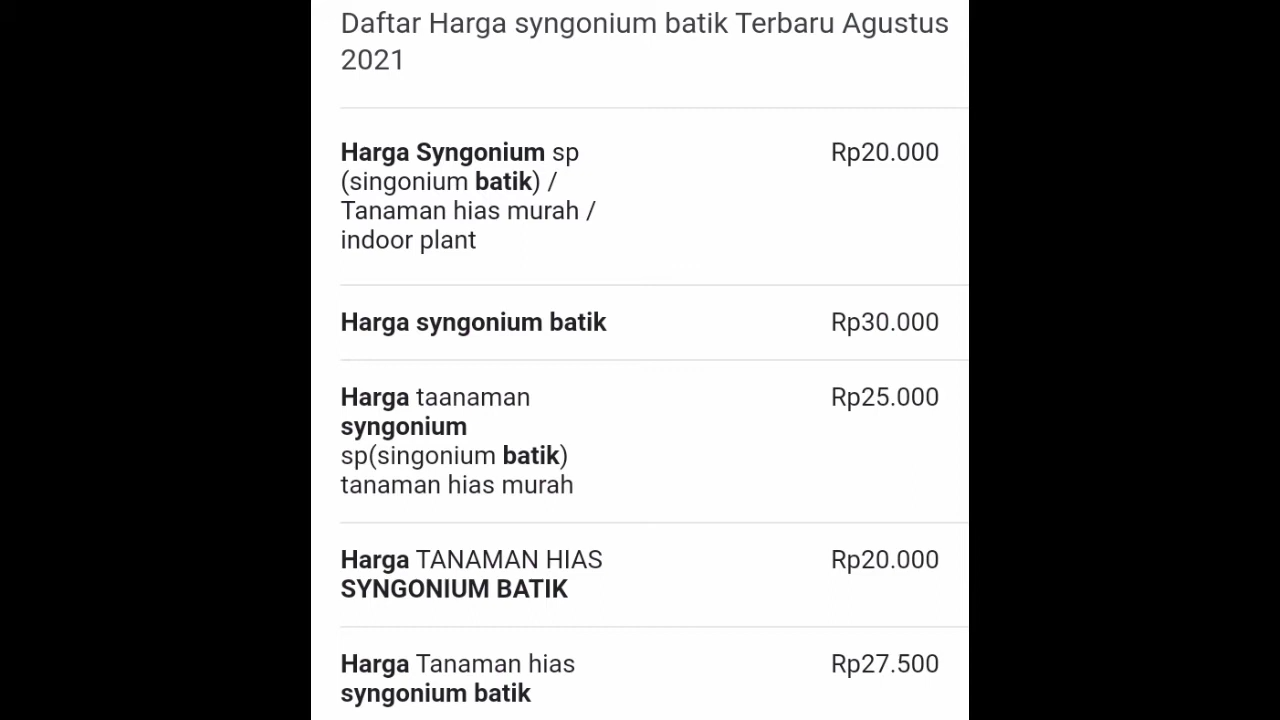 Daftar Harga syngonium batik Terbaru Agustus
2021
Harga Syngonium sp
(singonium batik) /
Tanaman hias murah /
indoor plant
Rp20.000
Harga syngonium batik
Rp30.000
Harga taanaman
syngonium
sp(singonium batik)
tanaman hias murah
Rp25.000
Harga TANAMAN HIAS
SYNGONIUM BATIK
Rp20.000
Harga Tanaman hias
syngonium batik
Rp27.500